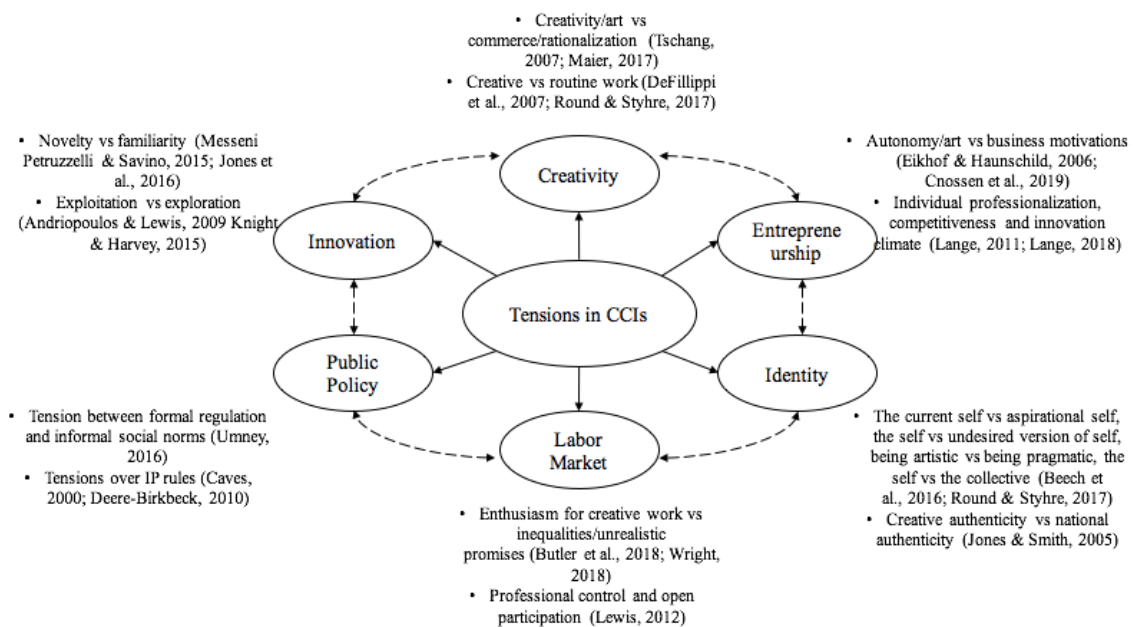 • Creativity/art vs
commerce/rationalization (Tschang,
2007; Maier, 2017)
• Creative vs routine work (DeFillippi
et al., 2007; Round & Styhre, 2017)
• Novelty vs familiarity (Messeni
Petruzzelli & Savino, 2015; Jones et
al., 2016)
• Exploitation vs exploration
(Andriopoulos & Lewis, 2009 Knight
& Harvey, 2015)
Creativity
• Autonomy/art vs business motivations
(Eikhof & Haunschild, 2006;
Cnossen et al., 2019)
• Individual professionalization,
competitiveness and innovation
climate (Lange, 2011; Lange, 2018)
Innovation
Entreprene
urship
Tensions in CCIs
Public
Policy
Identity
Labor
Market
• Tension between formal regulation
and informal social norms (Umney,
2016)
• Tensions over IP rules (Caves,
2000; Deere-Birkbeck, 2010)
• The current self vs aspirational self,
the self vs undesired version of self,
being artistic vs being pragmatic, the
self vs the collective (Beech et
al., 2016; Round & Styhre, 2017)
• Creative authenticity vs national
authenticity (Jones & Smith, 2005)
• Enthusiasm for creative work vs
inequalities/unrealistic
promises (Butler et al., 2018; Wright,
2018)
• Professional control and open
participation (Lewis, 2012)